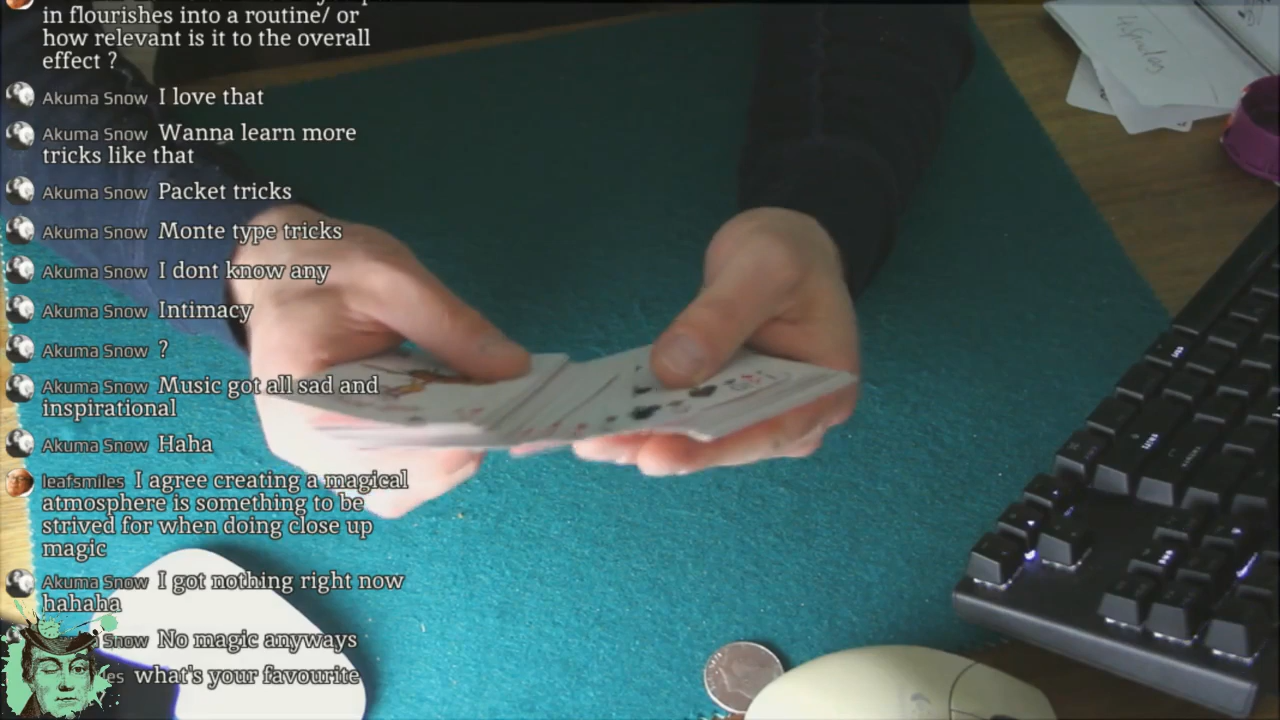 in flourishes into a routine/ or
how relevant is it to the overall
effect ?
Akuma Snow I love that
Akuma Snow Wanna learn more
tricks like that
Akuma Snow Packet tricks
Akuma Snow Monte type tricks
Akuma Snow I dont know any
Akuma Snow Intimacy
Akuma Snow ?
Akuma Snow Music got all sad and
inspirational
Akuma Snow Haha
leafsmiles I agree creating a magical
atmosphere is something to be
strived for when doing close up
magic
Akuma Snow I got nothing right now
hahaha
Snow No magic anyways
es what's your favourite